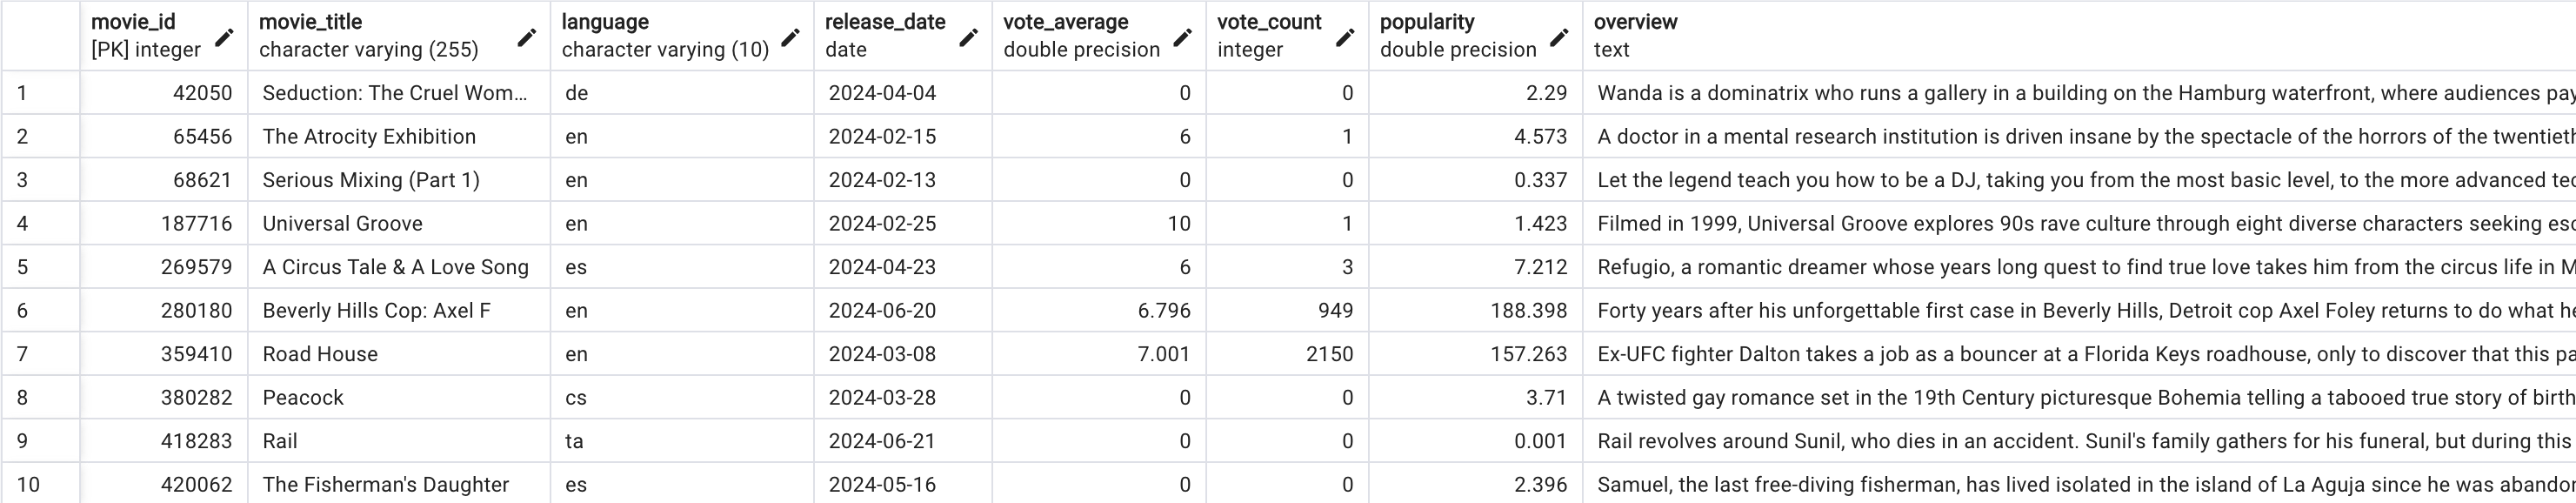 movie_id movie_title language release_date vote_average vote_count popularity overview
[PK] integer character varying (255) character varying (10) date double precision integer double precision text
1 42050 Seduction: The Cruel Wom... de 2024-04-04 0 0 2.29 Wanda is a dominatrix who runs a gallery in a building on the Hamburg waterfront, where audiences pay
2 65456 The Atrocity Exhibition en 2024-02-15 6 1 4.573 A doctor in a mental research institution is driven insane by the spectacle of the horrors of the twentieth
3 68621 Serious Mixing (Part 1) en 2024-02-13 0 0 0.337 Let the legend teach you how to be a DJ, taking you from the most basic level, to the more advanced tec
4 187716 Universal Groove en 2024-02-25 10 1 1.423 Filmed in 1999, Universal Groove explores 90s rave culture through eight diverse characters seeking esc
5 269579 A Circus Tale & A Love Song es 2024-04-23 6 3 7.212 Refugio, a romantic dreamer whose years long quest to find true love takes him from the circus life in M
6 280180 Beverly Hills Cop: Axel F en 2024-06-20 6.796 949 188.398 Forty years after his unforgettable first case in Beverly Hills, Detroit cop Axel Foley returns to do what he
7 359410 Road House en 2024-03-08 7.001 2150 157.263 Ex-UFC fighter Dalton takes a job as a bouncer at a Florida Keys roadhouse, only to discover that this pa
8 380282 Peacock cs 2024-03-28 0 0 3.71 A twisted gay romance set in the 19th Century picturesque Bohemia telling a tabooed true story of birth
9 418283 Rail ta 2024-06-21 0 0 0.001 Rail revolves around Sunil, who dies in an accident. Sunil's family gathers for his funeral, but during this
10 420062 The Fisherman's Daughter es 2024-05-16 0 0 2.396 Samuel, the last free-diving fisherman, has lived isolated in the island of La Aguja since he was abando